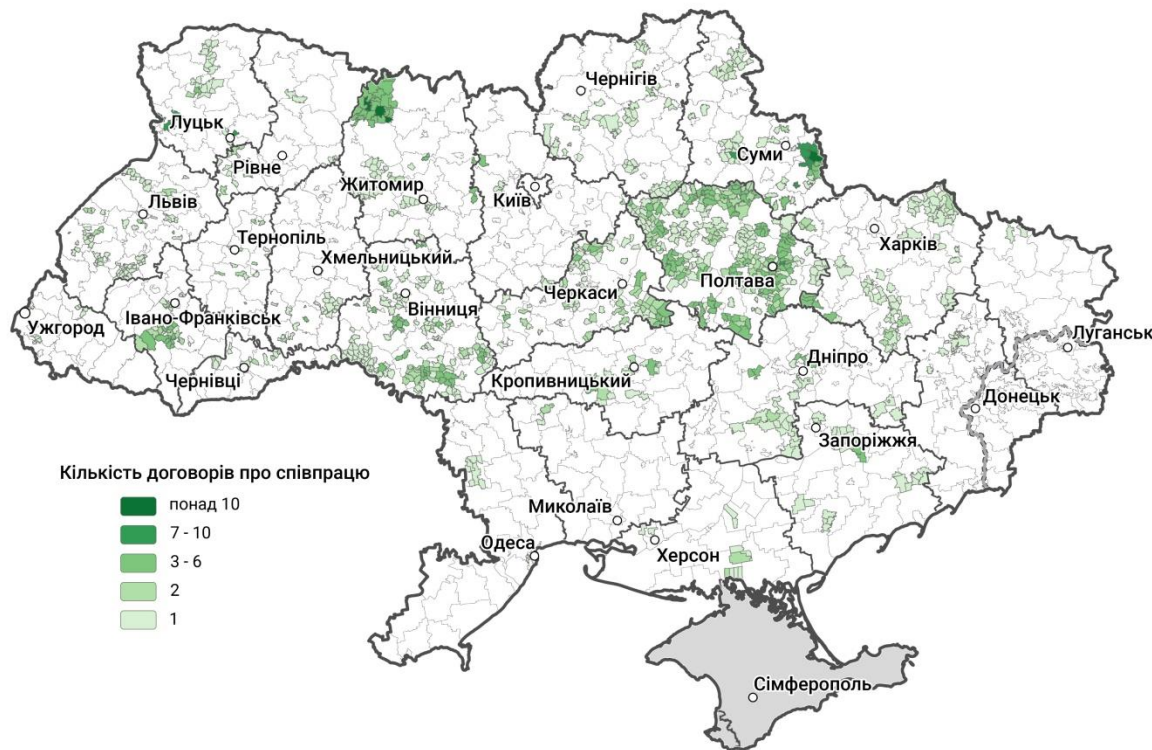 Чернігів
Луцьк
Рівне
Суми
Житомир
Київ
Львів
Тернопіль
Хмельницький
Харків
Полтава
Черкаси
Вінниця
Ужгород
Івано-Франківськ
Луганськ
Чернівці
Кропивницький
Дніпро
Донецьк
Запоріжжя
Кількість договорів про співпрацю
понад 10
7 - 10
3 - 6
2
1
Миколаїв
Одеса
Херсон
Сімферополь